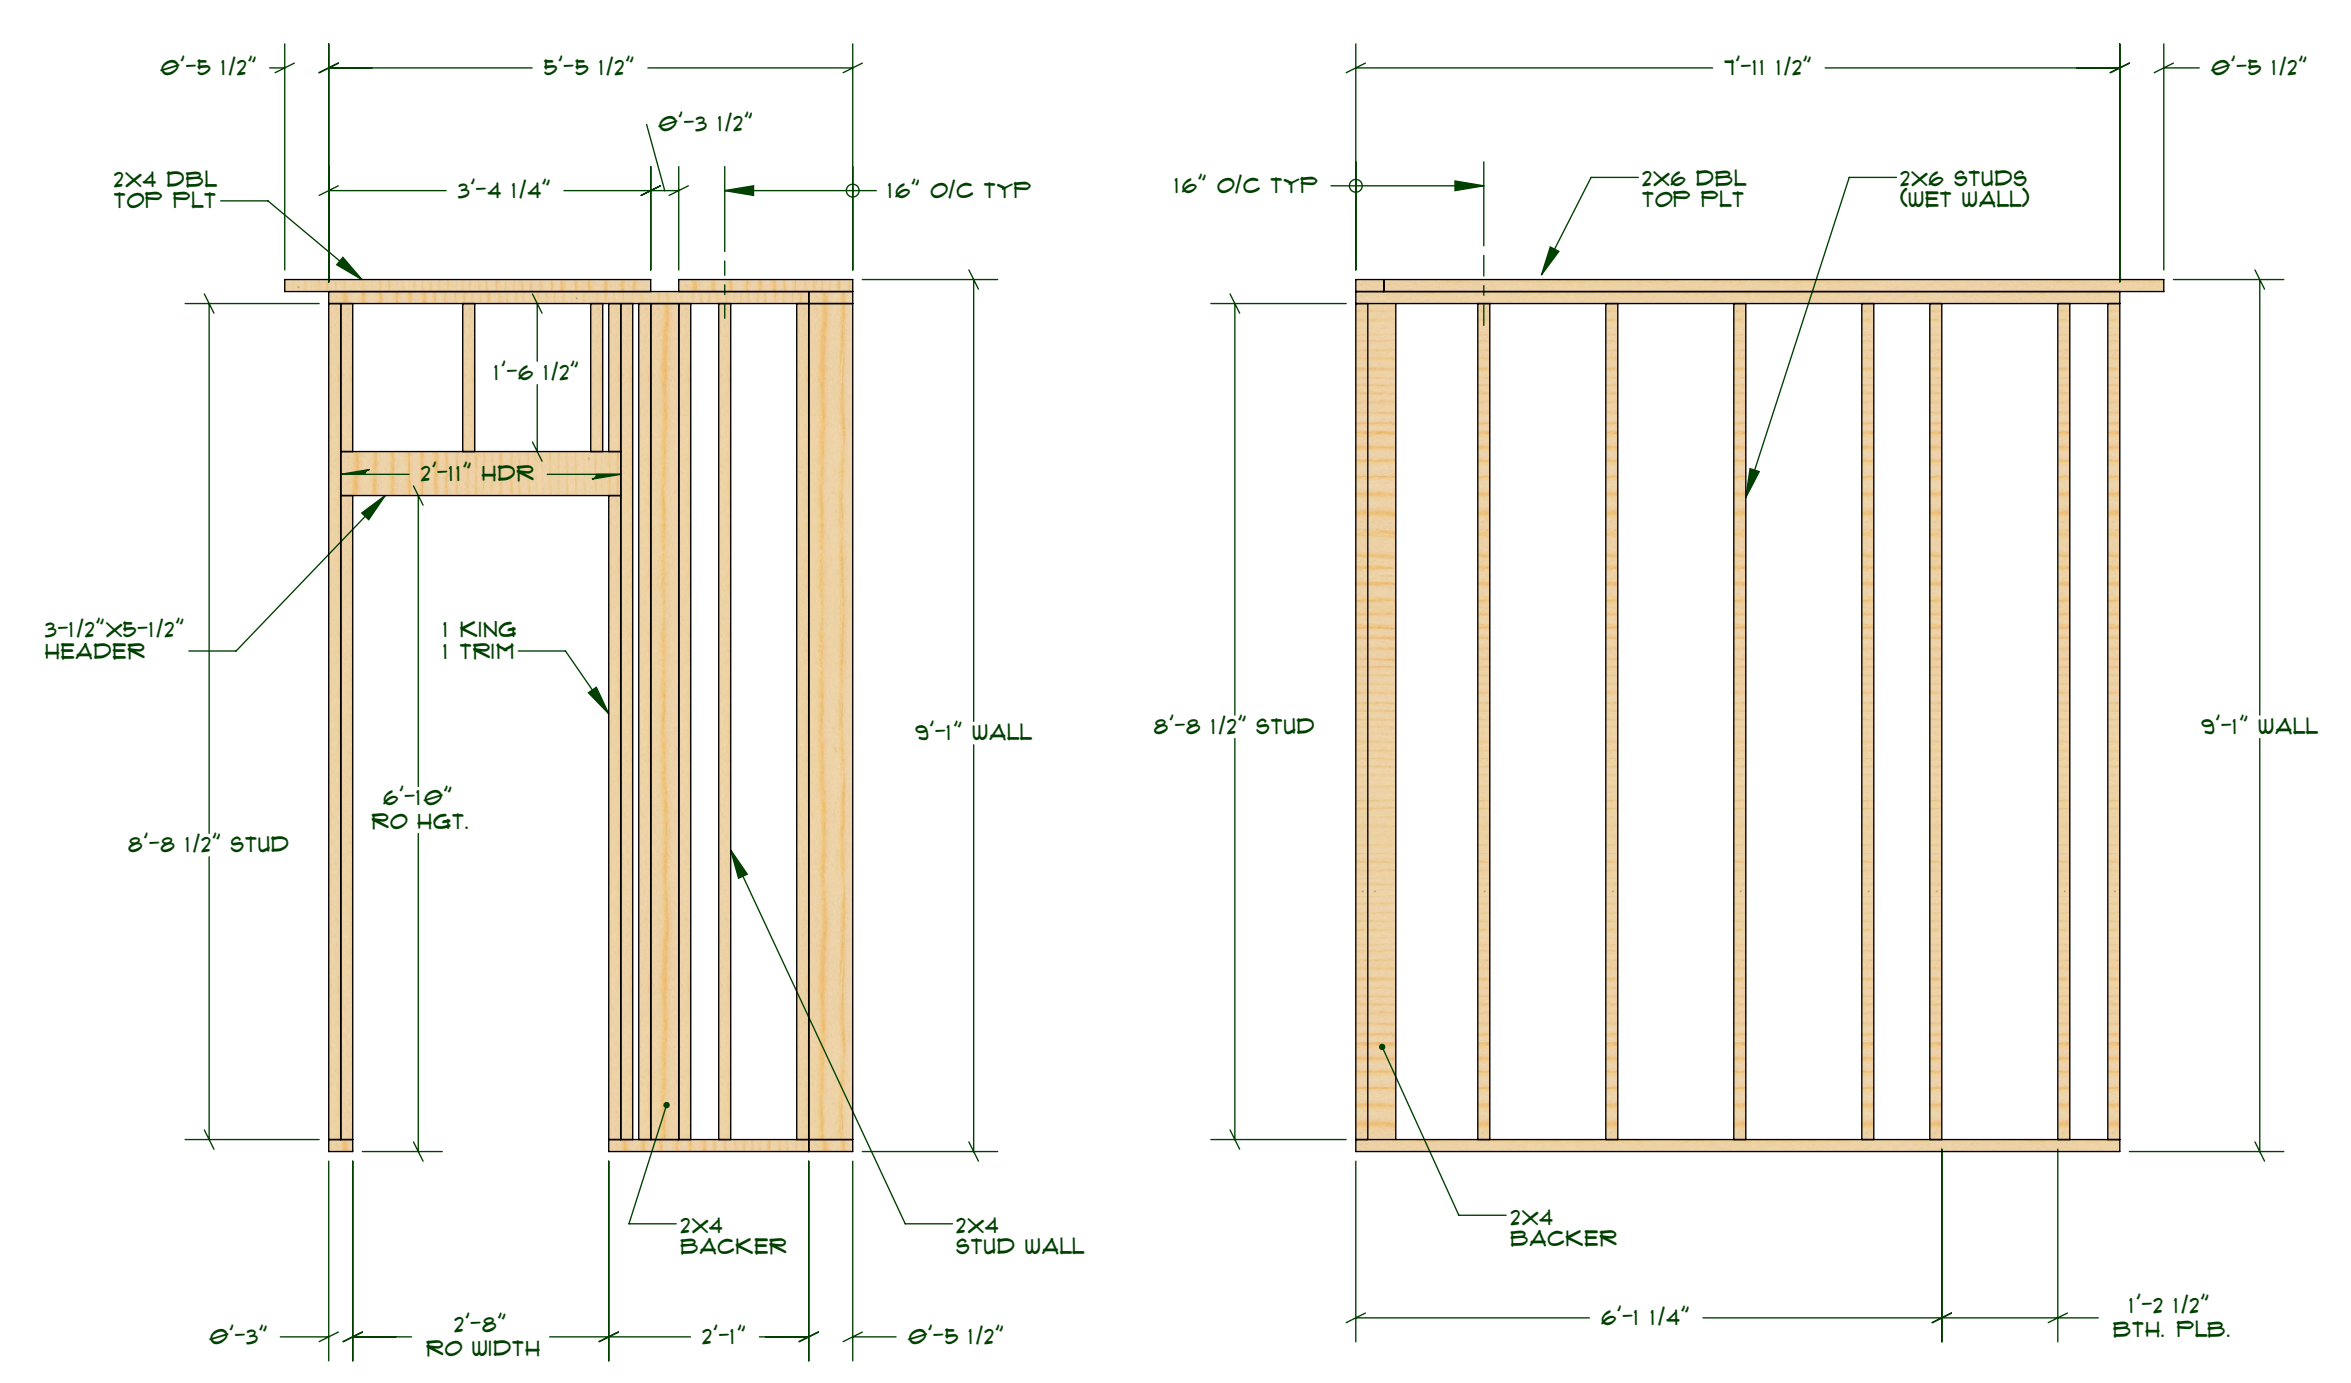 0'-5 1/2"
5'-5 1/2"
0'-3 1/2"
2X4 DBL
TOP PLT
3'-4 1/4"
16" O/C TYP
1'-6 1/2"
2'-11" HDR
3-1/2"X5-1/2"
HEADER
1 KING
1 TRIM
9'-1" WALL
6'-10"
RO HGT.
8'-8 1/2" STUD
2X4
BACKER
2X4
STUD WALL
0'-3"
2'-8"
RO WIDTH
2'-1"
0'-5 1/2"
7'-11 1/2"
0'-5 1/2"
16" O/C TYP
2X6 DBL
TOP PLT
2X6 STUDS
(WET WALL)
8'-8 1/2" STUD
9'-1" WALL
2X4
BACKER
6'-1 1/4"
1'-2 1/2"
BTH. PLB.